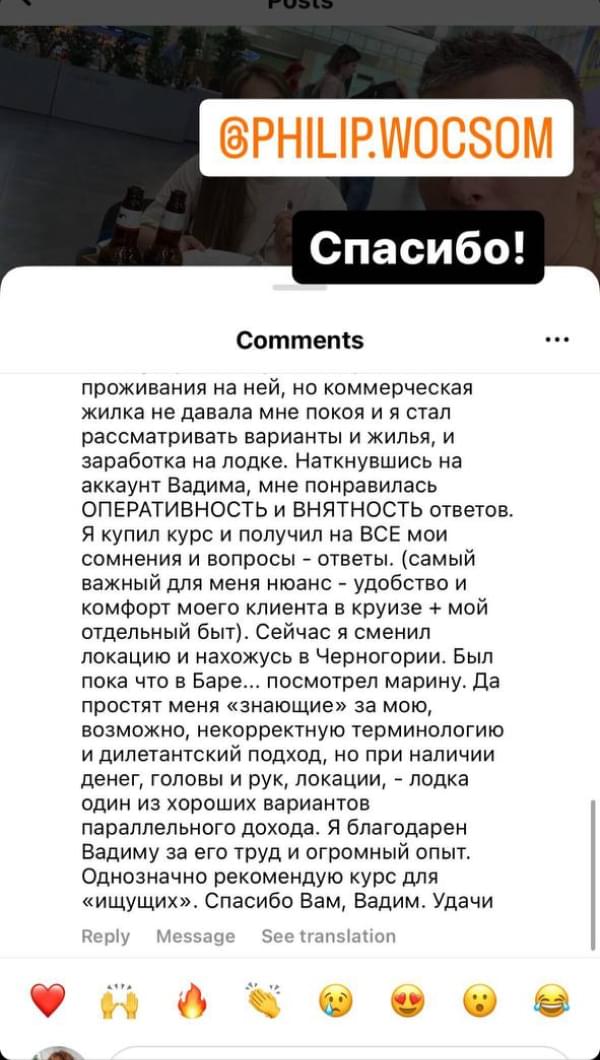 Posts
@PHILIP.WOCSOM
Спасибо!
Comments
проживания на ней, но коммерческая
жилка не давала мне покоя и я стал
рассматривать варианты и жилья, и
заработка на лодке. Наткнувшись на
аккаунт Вадима, мне понравилась
ОПЕРАТИВНОСТЬ и ВНЯТНОСТЬ ответов.
Я купил курс и получил на ВСЕ мои
сомнения и вопросы - ответы. (самый
важный для меня нюанс - удобство и
комфорт моего клиента в круизе + мой
отдельный быт). Сейчас я сменил
локацию и нахожусь в Черногории. Был
пока что в Баре... посмотрел марину. Да
простят меня «знающие» за мою,
возможно, некорректную терминологию
и дилетантский подход, но при наличии
денег, головы и рук, локации, - лодка
один из хороших вариантов
параллельного дохода. Я благодарен
Вадиму за его труд и огромный опыт.
Однозначно рекомендую курс для
«ищущих». Спасибо Вам, Вадим. Удачи
Reply Message See translation